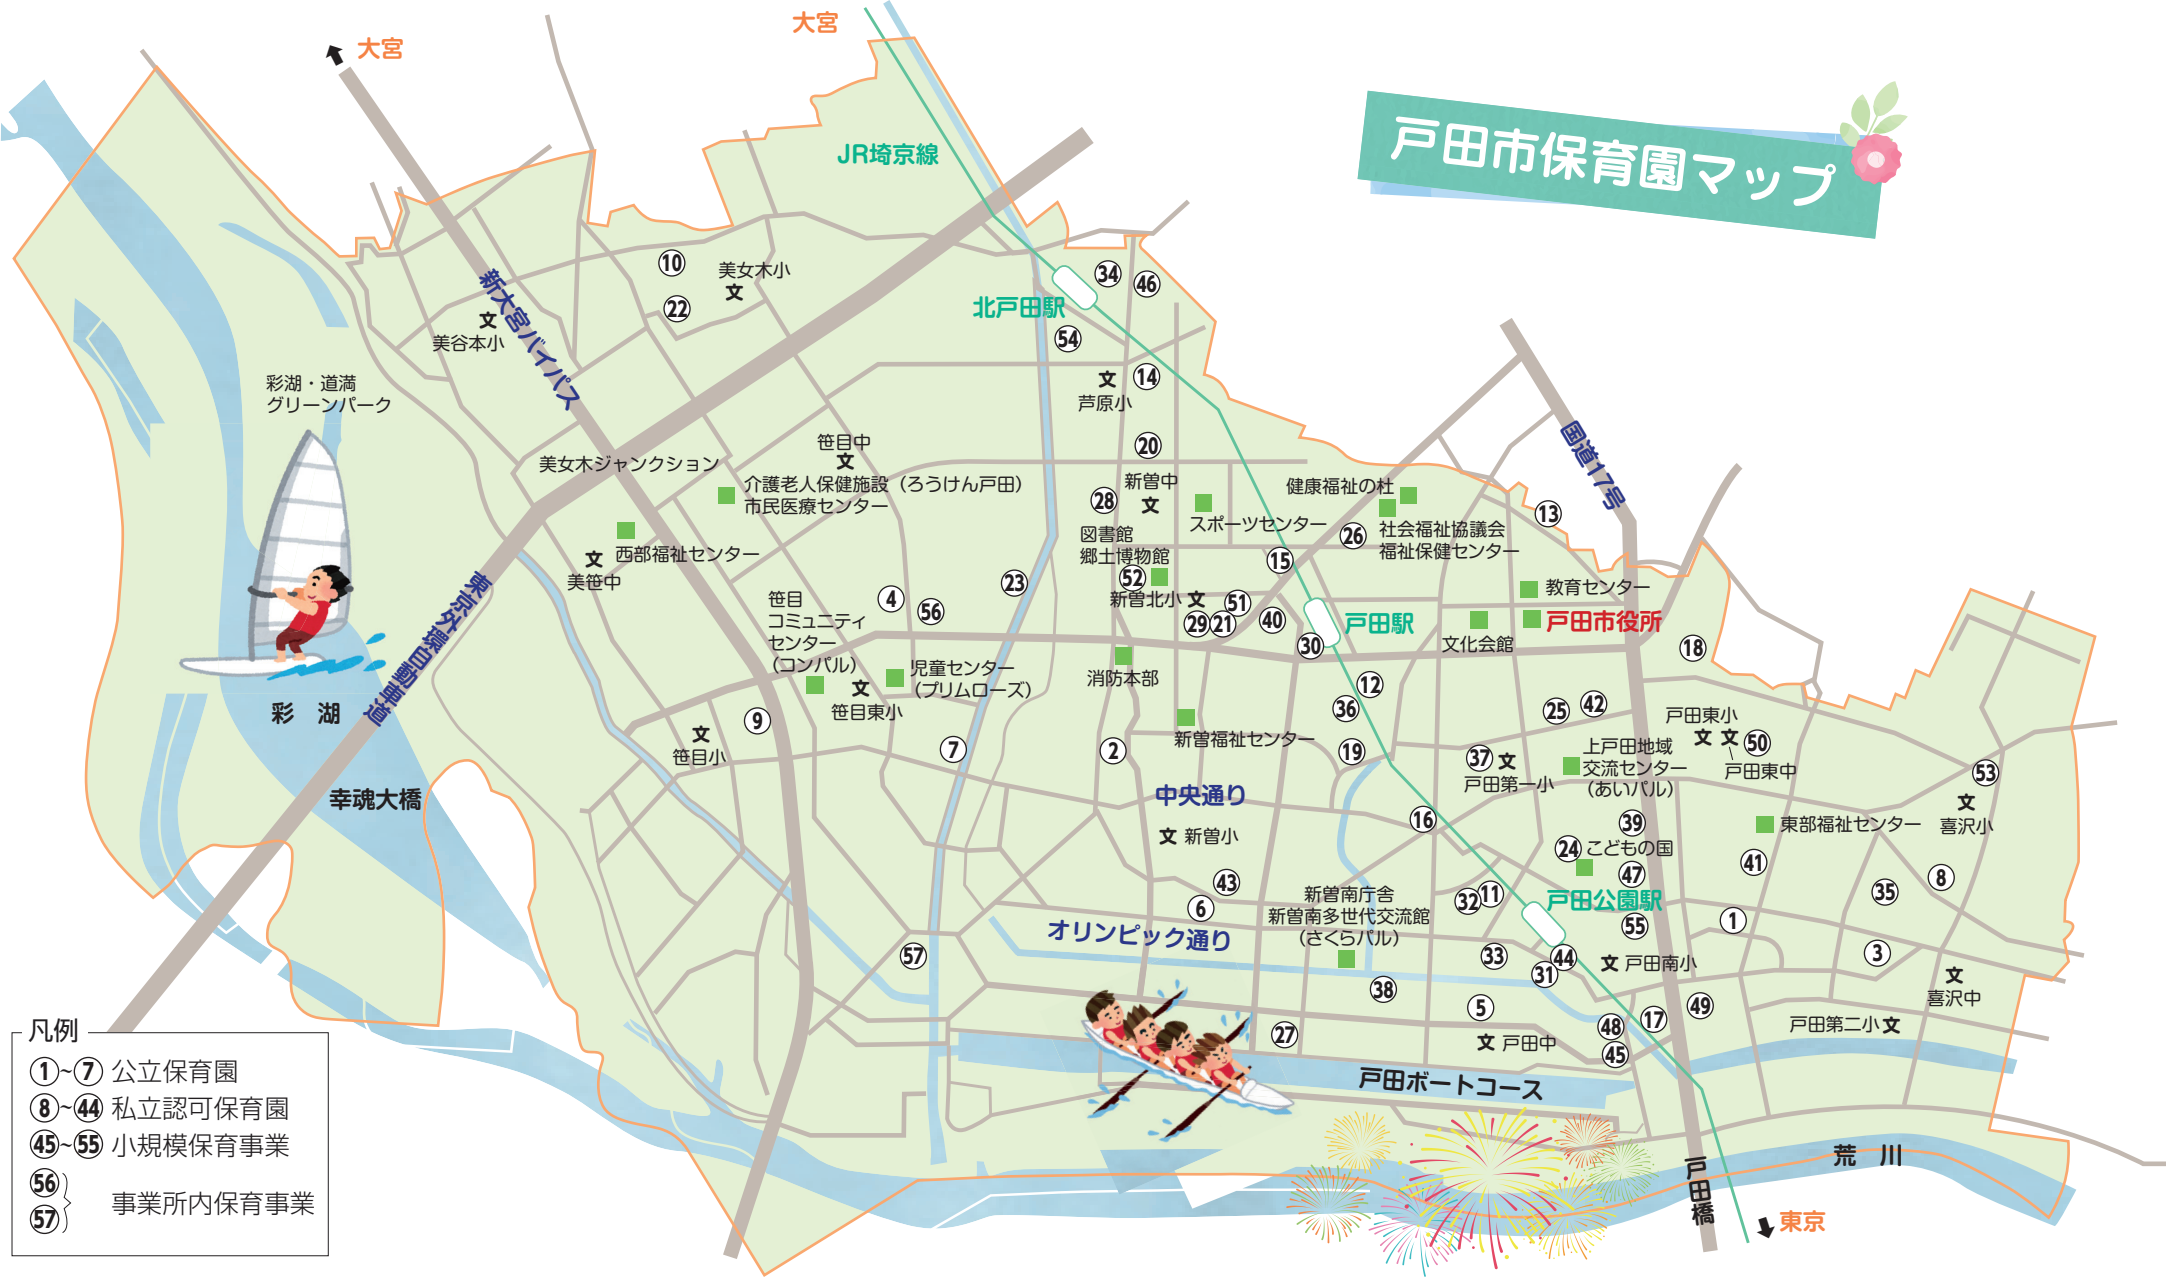 大宮
大宮
戸田市保育園マップ
JR埼京線
新大宮バイパス
美女木小
文
⑩
㉒
文
美谷本小
北戸田駅
㉞
㊻
54
彩湖・道満
グリーンパーク
文
⑭
芦原小
⑳
国道17号
笹目中
文
美女木ジャンクション
介護老人保健施設（ろうけん戸田）
市民医療センター
新曽中
文
㉘
スポーツセンター
健康福祉の杜
㉖
社会福祉協議会
福祉保健センター
⑬
図書館
郷土博物館
52
⑮
文
西部福祉センター
美笹中
教育センター
戸田市役所
文化会館
東京外環自動車道
④
56
㉓
笹目
コミュニティ
センター
（コンパル）
新曽北小 文
51
㉙
㉑
㊵
㉚
戸田駅
⑱
児童センター
（プリムローズ）
文
笹目東小
消防本部
⑫
㊱
㉕
㊷
彩 湖
文
笹目小
⑨
⑦
②
新曽福祉センター
⑲
㊲
文
戸田第一小
上戸田地域
交流センター
（あいパル）
戸田東小
文 文
㊿
戸田東中
53
文
喜沢小
幸魂大橋
中央通り
文 新曽小
⑯
㊴
東部福祉センター
㉔
こどもの国
㊼
㊶
⑧
㉟
㊸
⑥
新曽南庁舎
新曽南多世代交流館
（さくらパル）
㉜
⑪
戸田公園駅
55
①
③
オリンピック通り
57
㉝
㊹
㉛
文 戸田南小
文
喜沢中
㊳
⑤
㉗
文 戸田中
㊽
㊺
⑰
㊾
戸田第二小 文
戸田ボートコース
荒 川
戸田橋
東京
凡例
①~⑦ 公立保育園
⑧~㊹ 私立認可保育園
㊺~55 小規模保育事業
56
57
事業所内保育事業